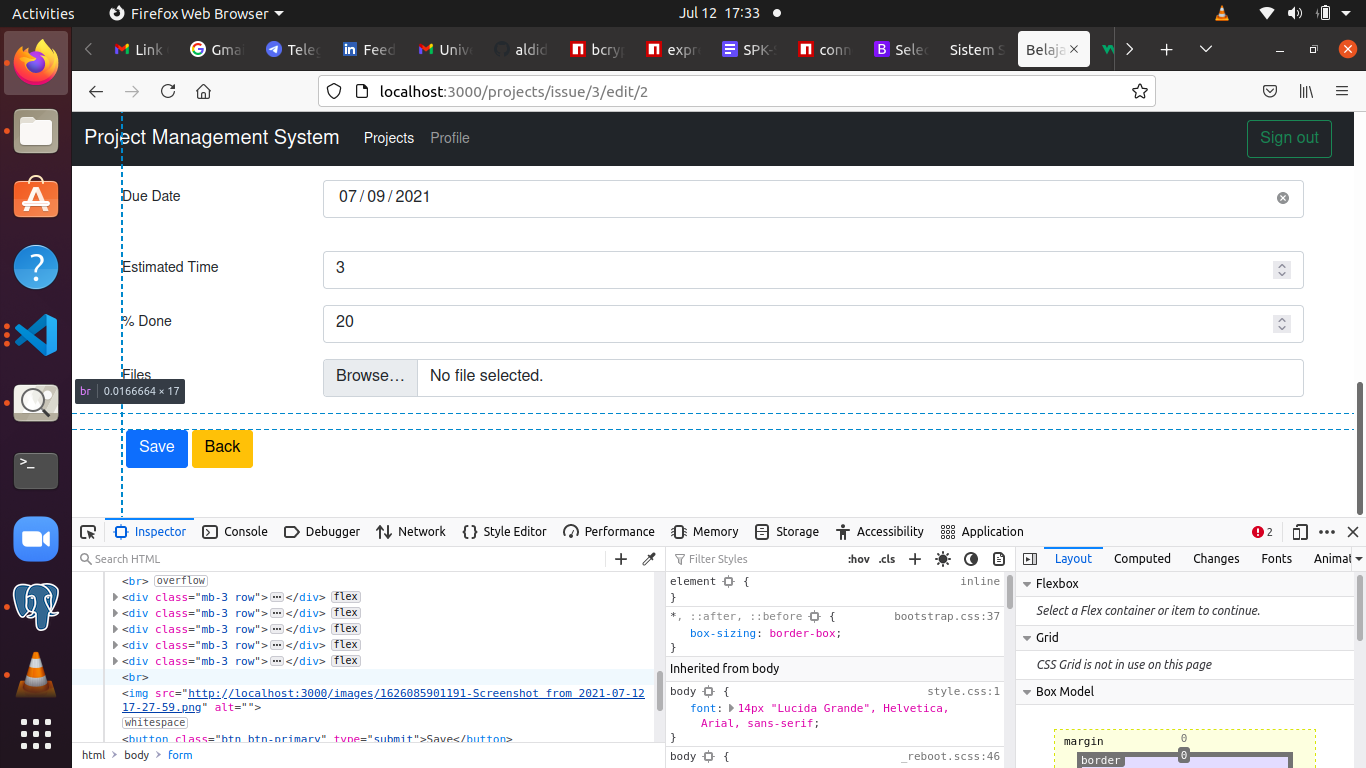 Activities Firefox Web Browser Jul 12 17:33
Link Gma Teleg Feed Univ aldid bcryp expre SPK- conn Selec Sistem S Belaja
localhost:3000/projects/issue/3/edit/2
Project Management System Projects Profile Sign out
Due Date 07/09/2021
Estimated Time 3
% Done 20
Files Browse… No file selected.
br 0.0166664 × 17
Save Back
Inspector Console Debugger Network Style Editor Performance Memory Storage Accessibility Application 2
Search HTML
Filter Styles :hov .cls
Layout Computed Changes Fonts Animat
<br> overflow
<div class="mb-3 row"> </div> flex
<div class="mb-3 row"> </div> flex
<div class="mb-3 row"> </div> flex
<div class="mb-3 row"> </div> flex
<div class="mb-3 row"> </div> flex
<br>
<img src="http://localhost:3000/images/1626085901191-Screenshot from 2021-07-12
17-27-59.png" alt="">
whitespace
<button class="btn btn-primary" type="submit">Save</button>
html body form
element { inline
}
*, ::after, ::before { bootstrap.css:37
box-sizing: border-box;
}
Inherited from body
body { style.css:1
font: 14px "Lucida Grande", Helvetica,
Arial, sans-serif;
}
body { _reboot.scss:46
Flexbox
Select a Flex container or item to continue.
Grid
CSS Grid is not in use on this page
Box Model
margin 0
border 0